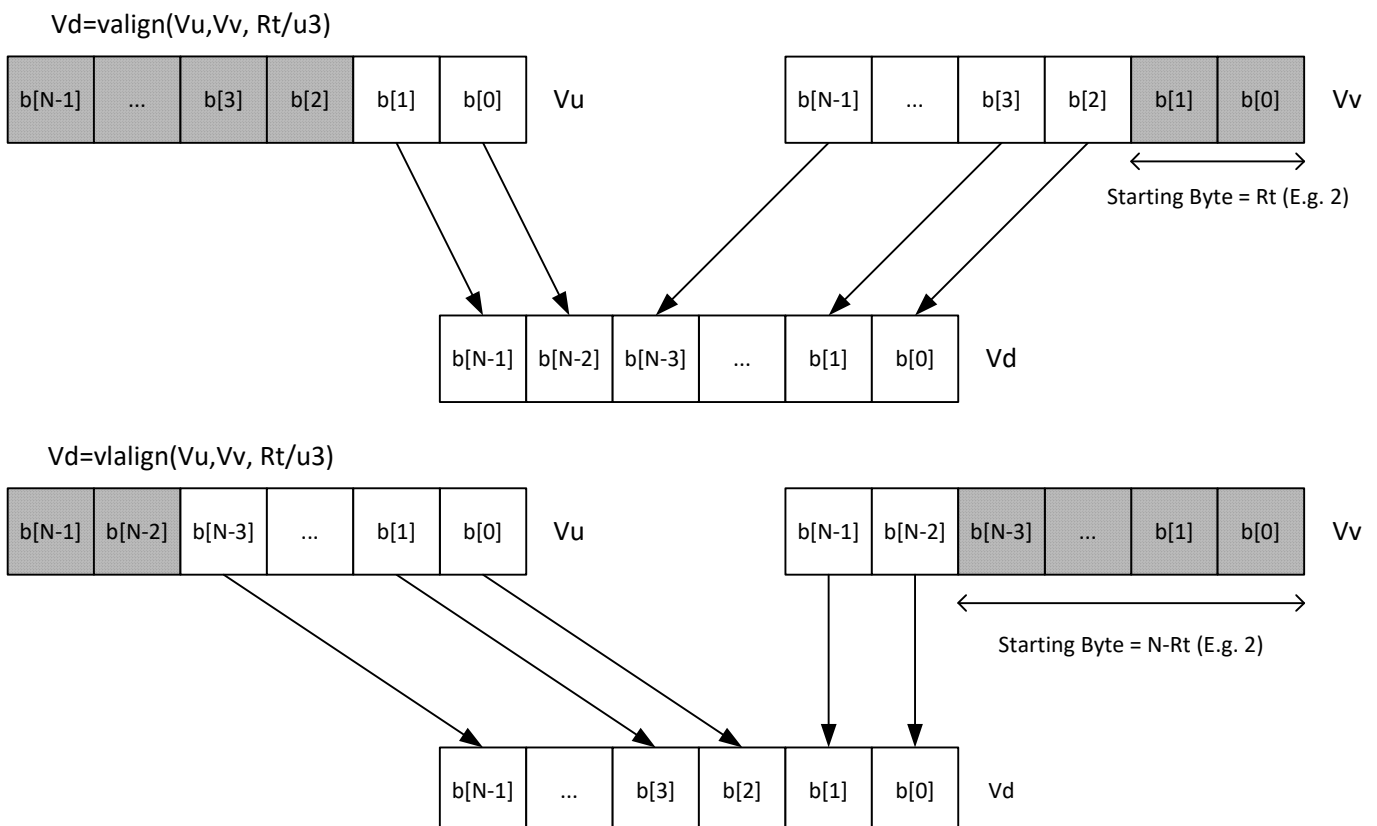 Vd=valign(Vu,Vv, Rt/u3)
b[N-1] ... b[3] b[2] b[1] b[0] Vu b[N-1] ... b[3] b[2] b[1] b[0] Vv
Starting Byte = Rt (E.g. 2)
b[N-1] b[N-2] b[N-3] ... b[1] b[0] Vd
Vd=vlalign(Vu,Vv, Rt/u3)
b[N-1] b[N-2] b[N-3] ... b[1] b[0] Vu b[N-1] b[N-2] b[N-3] ... b[1] b[0] Vv
Starting Byte = N-Rt (E.g. 2)
b[N-1] ... b[3] b[2] b[1] b[0] Vd